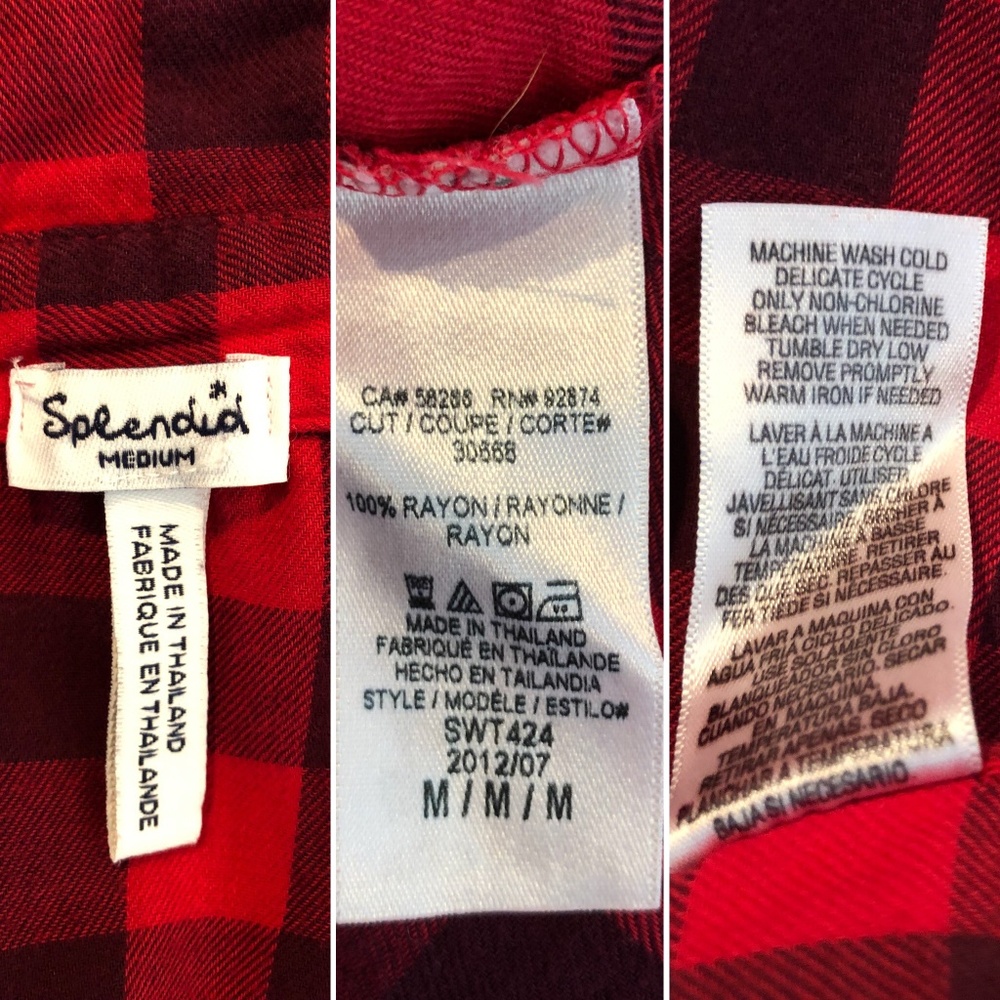 Splendid
MEDIUM
MADE IN THAILAND
FABRIQUE EN THAILANDE
CA# 58286 RN# 92874
CUT / COUPE / CORTE#
30668
100% RAYON / RAYONNE /
RAYON
MADE IN THAILAND
FABRIQUÉ EN THAÏLANDE
HECHO EN TAILANDIA
STYLE / MODÈLE / ESTILO#
SWT424
2012/07
M / M / M
MACHINE WASH COLD
DELICATE CYCLE
ONLY NON-CHLORINE
BLEACH WHEN NEEDED
TUMBLE DRY LOW
REMOVE PROMPTLY
WARM IRON IF NEEDED
LAVER À LA MACHINE A
L'EAU FROIDE CYCLE
DÉLICAT. UTILISER
JAVELLISANT SANS CHLORE
SI NÉCESSAIRE. SÉCHER À
LA MACHINE A BASSE
TEMPÉRATURE. RETIRER
DES QUE SEC. REPASSER AU
FER TIÈDE SI NÉCESSAIRE.
LAVAR A MAQUINA CON
AGUA FRIA CICLO DELICADO.
USE SOLAMENTE CLORO
BLANQUEADOR NO. SECAR
CUANDO NECESARIO.
EN MAQUINA.
TEMPERATURA BAJA.
RETIRAR APENAS. SECO
PLANCHAR A TEMPERATURA
BAJA SI NECESARIO